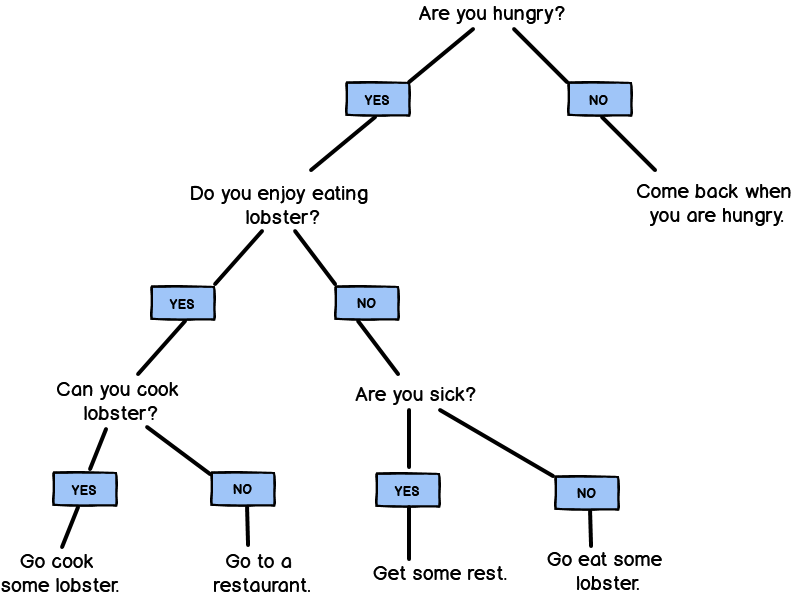 Are you hungry?
YES
NO
Do you enjoy eating
lobster?
Come back when
you are hungry.
YES
NO
Can you cook
lobster?
Are you sick?
YES
NO
YES
NO
Go cook
some lobster.
Go to a
restaurant.
Get some rest.
Go eat some
lobster.